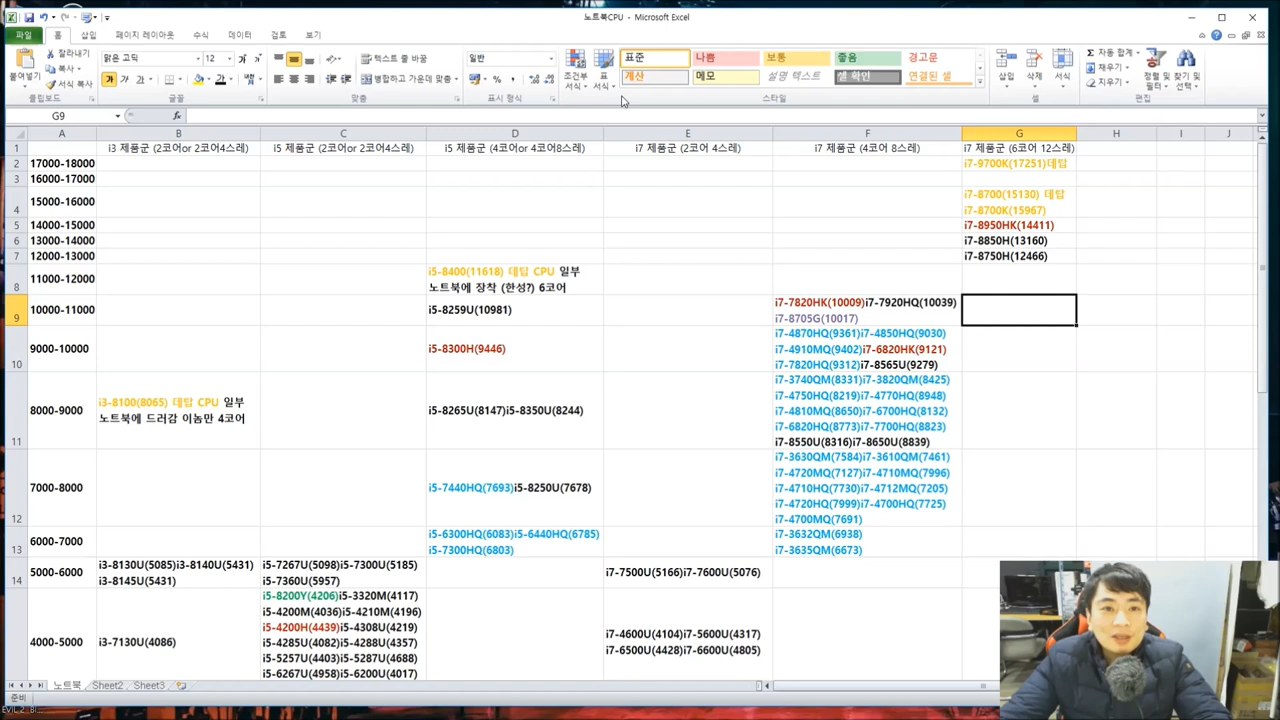 노트북CPU - Microsoft Excel
파일 홈 삽입 페이지 레이아웃 수식 데이터 검토 보기
붙여넣기 잘라내기 복사 서식 복사 클립보드
맑은 고딕 12 글꼴
텍스트 줄 바꿈 병합하고 가운데 맞춤 맞춤
일반 표시 형식
조건부 서식 표 서식
표준 나쁨 보통 좋음 경고문
계산 메모 설명 텍스트 셀 확인 연결된 셀
스타일
삽입 삭제 서식 셀
자동 합계 채우기 지우기 정렬 및 필터 찾기 및 선택 편집
G9 fx
A B C D E F G H I J
1 i3 제품군 (2코어or 2코어4스레) i5 제품군 (2코어or 2코어4스레) i5 제품군 (4코어 or 4코어8스레) i7 제품군 (2코어 4스레) i7 제품군 (4코어 8스레) i7 제품군 (6코어 12스레)
2 17000-18000 i7-9700K(17251)데탑
3 16000-17000
4 15000-16000 i7-8700(15130) 데탑
i7-8700K(15967)
5 14000-15000 i7-8950HK(14411)
6 13000-14000 i7-8850H(13160)
7 12000-13000 i7-8750H(12466)
8 11000-12000 i5-8400(11618) 데탑 CPU 일부
노트북에 장착 (한성?) 6코어
9 10000-11000 i5-8259U(10981) i7-7820HK(10009)i7-7920HQ(10039)
i7-8705G(10017)
10 9000-10000 i5-8300H(9446) i7-4870HQ(9361)i7-4850HQ(9030)
i7-4910MQ(9402)i7-6820HK(9121)
i7-7820HQ(9312)i7-8565U(9279)
11 8000-9000 i3-8100(8065) 데탑 CPU 일부
노트북에 드러감 이놈만 4코어
i5-8265U(8147)i5-8350U(8244)
i7-3740QM(8331)i7-3820QM(8425)
i7-4750HQ(8219)i7-4770HQ(8948)
i7-4810MQ(8650)i7-6700HQ(8132)
i7-6820HQ(8773)i7-7700HQ(8823)
i7-8550U(8316)i7-8650U(8839)
12 7000-8000 i5-7440HQ(7693)i5-8250U(7678)
i7-3630QM(7584)i7-3610QM(7461)
i7-4720MQ(7127)i7-4710MQ(7996)
i7-4710HQ(7730)i7-4712MQ(7205)
i7-4720HQ(7999)i7-4700HQ(7725)
i7-4700MQ(7691)
13 6000-7000 i5-6300HQ(6083)i5-6440HQ(6785)
i5-7300HQ(6803)
i7-3632QM(6938)
i7-3635QM(6673)
14 5000-6000 i3-8130U(5085)i3-8140U(5431)
i3-8145U(5431)
i5-7267U(5098)i5-7300U(5185)
i5-7360U(5957)
i7-7500U(5166)i7-7600U(5076)
4000-5000 i3-7130U(4086)
i5-8200Y(4206)i5-3320M(4117)
i5-4200M(4036)i5-4210M(4196)
i5-4200H(4439)i5-4308U(4219)
i5-4285U(4082)i5-4288U(4357)
i5-5257U(4403)i5-5287U(4688)
i5-6267U(4958)i5-6200U(4017)
i7-4600U(4104)i7-5600U(4317)
i7-6500U(4428)i7-6600U(4805)
노트북 Sheet2 Sheet3
준비